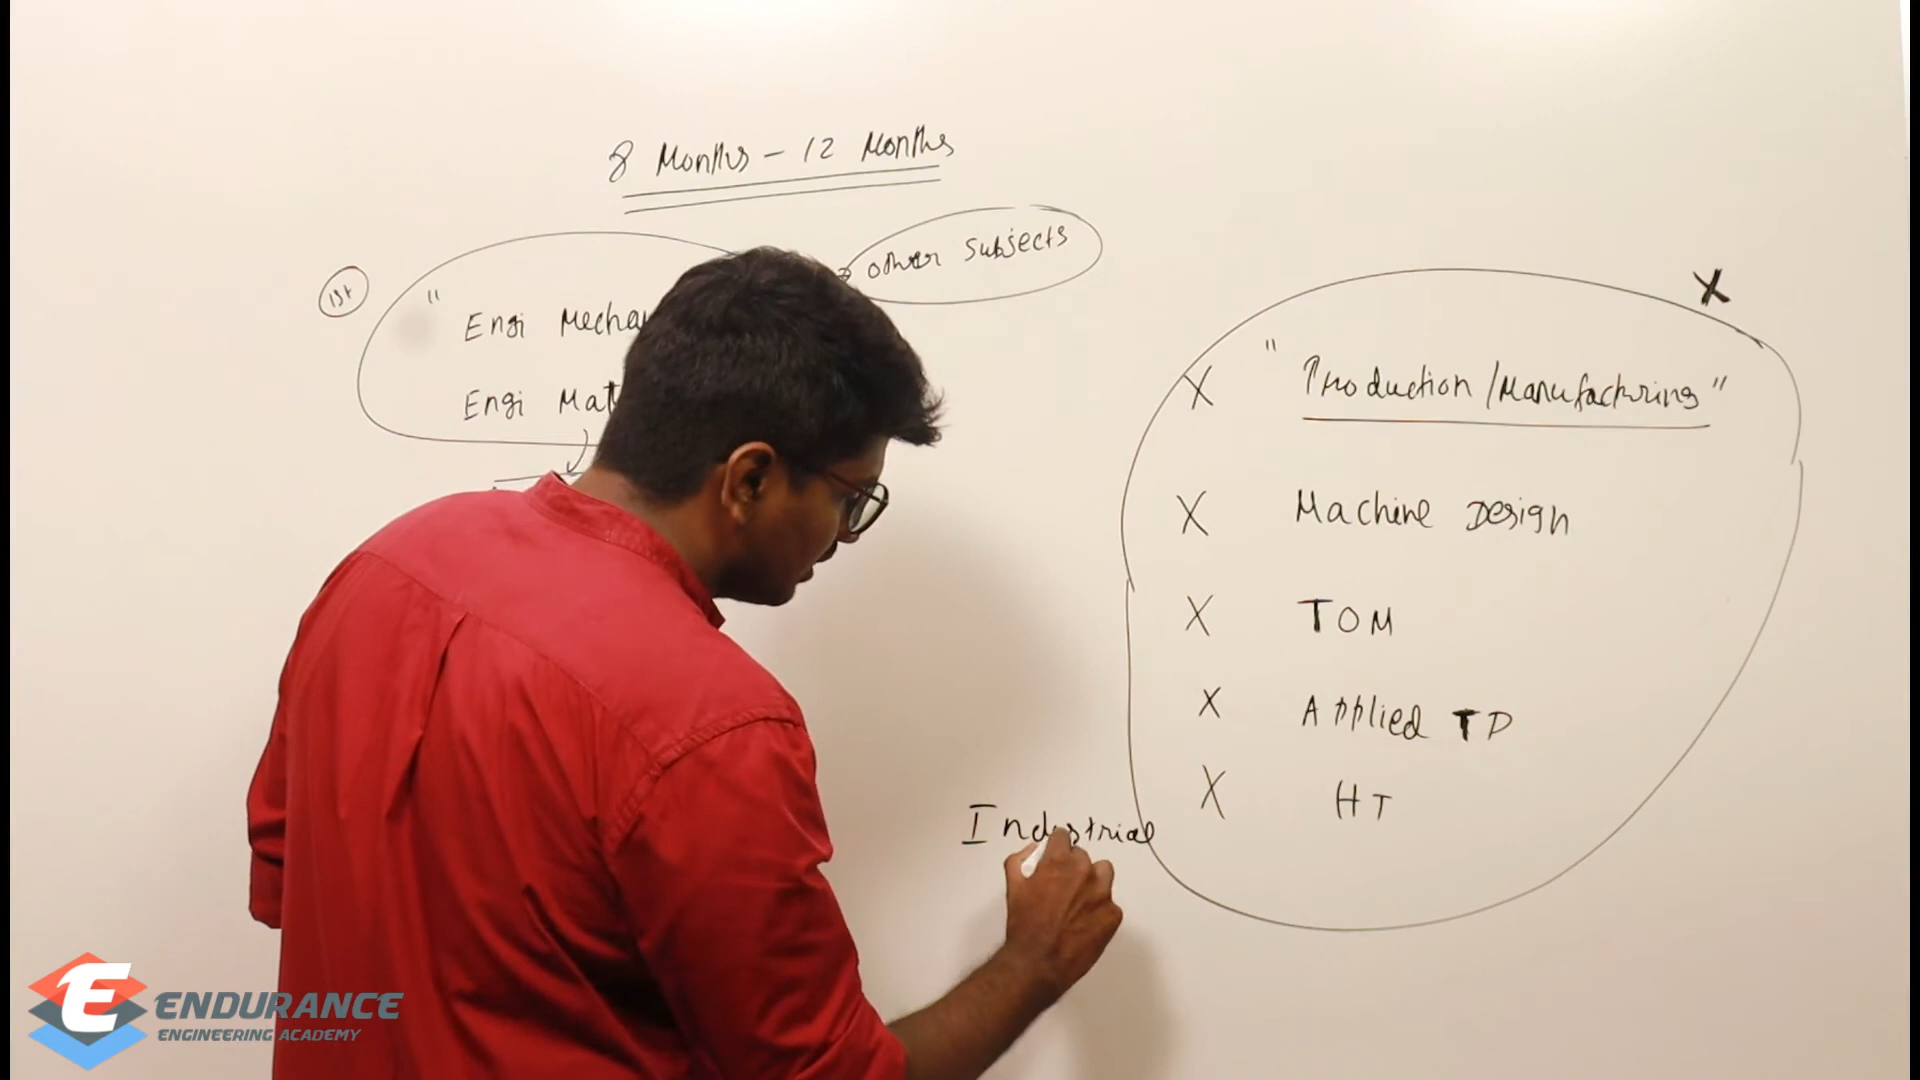 8 Months - 12 Months
1st
other Subjects
"
Engi Mecha
Engi Mat
X
X " Production/Manufacturing"
X Machine Design
X TOM
X Applied TD
X HT
Industrial
E ENDURANCE
ENGINEERING ACADEMY